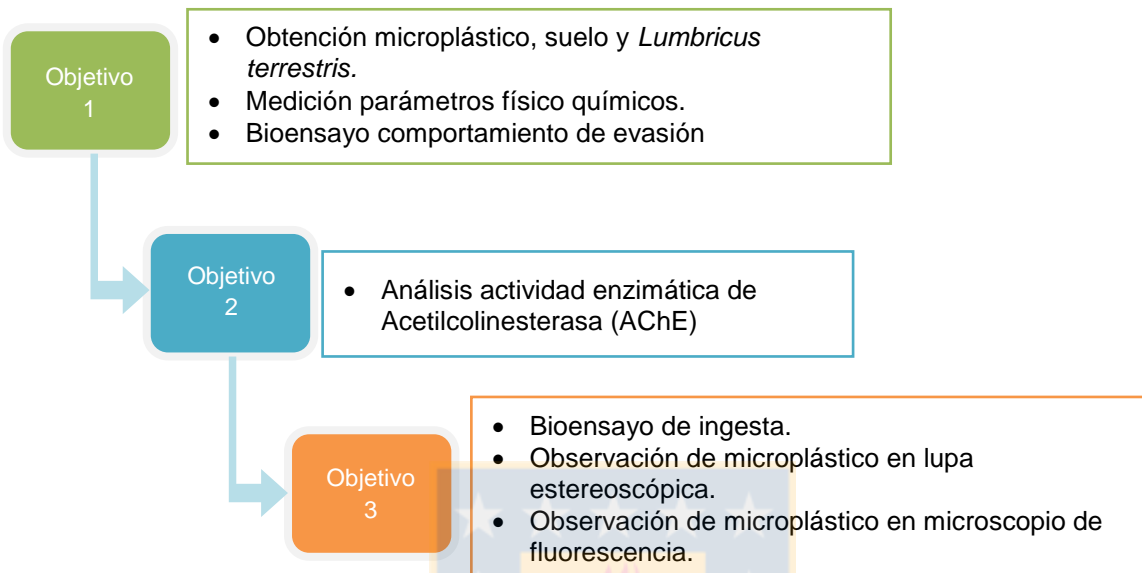 Objetivo
1
• Obtención microplástico, suelo y Lumbricus
terrestris.
• Medición parámetros físico químicos.
• Bioensayo comportamiento de evasión
Objetivo
2
• Análisis actividad enzimática de
Acetilcolinesterasa (AChE)
Objetivo
3
• Bioensayo de ingesta.
• Observación de microplástico en lupa
estereoscópica.
• Observación de microplástico en microscopio de
fluorescencia.